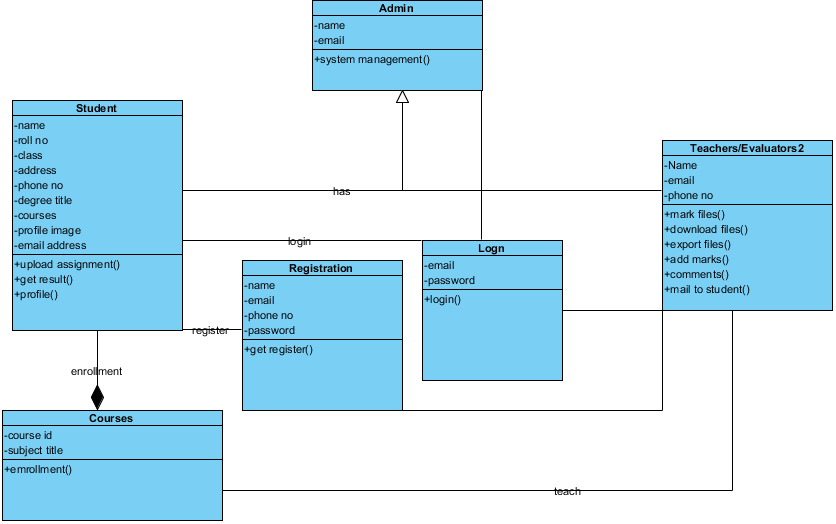 Admin
-name
-email
+system management()
Student
-name
-roll no
-class
-address
-phone no
-degree title
-courses
-profile image
-email address
+upload assignment()
+get result()
+profile()
Teachers/Evaluators2
-Name
-email
-phone no
+mark files()
+download files()
+export files()
+add marks()
+comments()
+mail to student()
has
login
Registration
-name
-email
-phone no
-password
+get register()
Logn
-email
-password
+login()
register
enrollment
Courses
-course id
-subject title
+emrollment()
teach